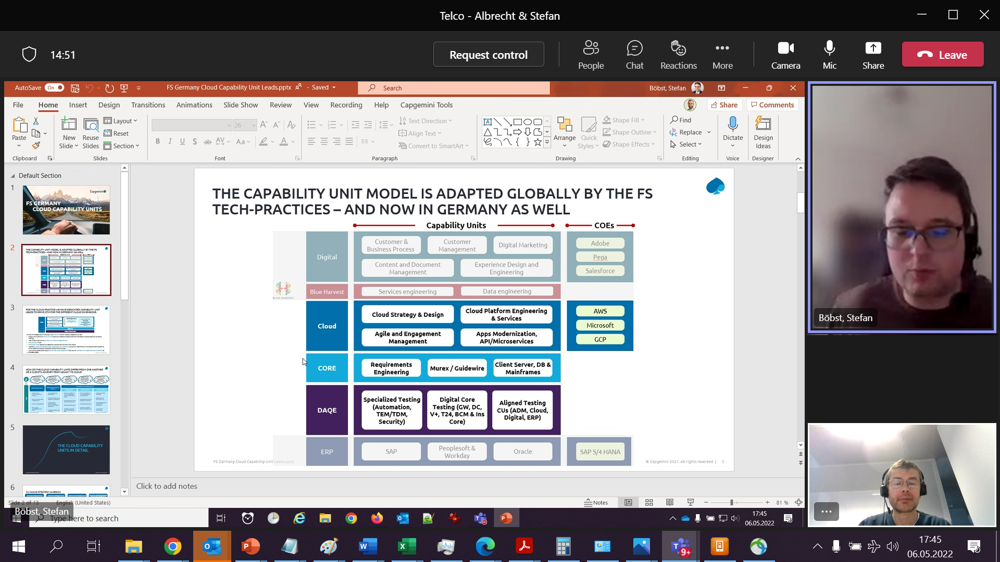 Telco - Albrecht & Stefan
14:51
Request control
People
Chat
Reactions
More
Camera
Mic
Share
Leave
AutoSave
On
FS Germany Cloud Capability Unit Leads.pptx
- Saved
Search
Böbst, Stefan
File
Home
Insert
Design
Transitions
Animations
Slide Show
Review
View
Recording
Help
Capgemini Tools
Share
Comments
Paste
Clipboard
New
Slide
Reuse
Slides
Layout
Reset
Section
Slides
26
Font
Text Direction
Align Text
Convert to SmartArt
Paragraph
Arrange
Quick
Styles
Shape Fill
Shape Outline
Shape Effects
Drawing
Find
Replace
Select
Editing
Dictate
Voice
Design
Ideas
Designer
Default Section
1
Capgemini
FS GERMANY
CLOUD CAPABILITY UNITS
2
THE CAPABILITY UNIT MODEL IS ADAPTED GLOBALLY BY THE FS
TECH-PRACTICES – AND NOW IN GERMANY AS WELL
3
FOR THE CLOUD PRACTICE WE HAVE DEDICATED CAPABILITY UNIT
LEADS TO DRIVE GTM FOR THE DIFFERENT CLOUD DIMENSIONS
4
HOW DO THE CLOUD CAPABILITY UNITS DIFFER FROM ONE ANOTHER
OR A CLIENT'S JOURNEY FROM LEGACY TO CLOUD
5
THE CLOUD CAPABILITY
UNITS IN DETAIL
6
CU CLOUD STRATEGY & DESIGN
THE CAPABILITY UNIT MODEL IS ADAPTED GLOBALLY BY THE FS
TECH-PRACTICES – AND NOW IN GERMANY AS WELL
Capability Units
COEs
Digital
Customer &
Business Process
Customer
Management
Digital Marketing
Content and Document
Management
Experience Design and
Engineering
Adobe
Pega
Salesforce
BLUE HARVEST
Blue Harvest
Services engineering
Data engineering
Cloud
Cloud Strategy & Design
Cloud Platform Engineering
& Services
Agile and Engagement
Management
Apps Modernization,
API/Microservices
AWS
Microsoft
GCP
CORE
Requirements
Engineering
Murex / Guidewire
Client Server, DB &
Mainframes
DAQE
Specialized Testing
(Automation,
TEM/TDM,
Security)
Digital Core
Testing (GW, DC,
V+, T24, BCM & Ins
Core)
Aligned Testing
CUs (ADM, Cloud,
Digital, ERP)
ERP
SAP
Peoplesoft &
Workday
Oracle
SAP S/4 HANA
FS Germany Cloud Capability Unit Leads.pptx
© Capgemini 2021. All rights reserved | 2
Click to add notes
Slide 2 of 13
English (United States)
Notes
81 %
Böbst, Stefan
Type here to search
17:45
06.05.2022
Böbst, Stefan
9+
17:45
06.05.2022